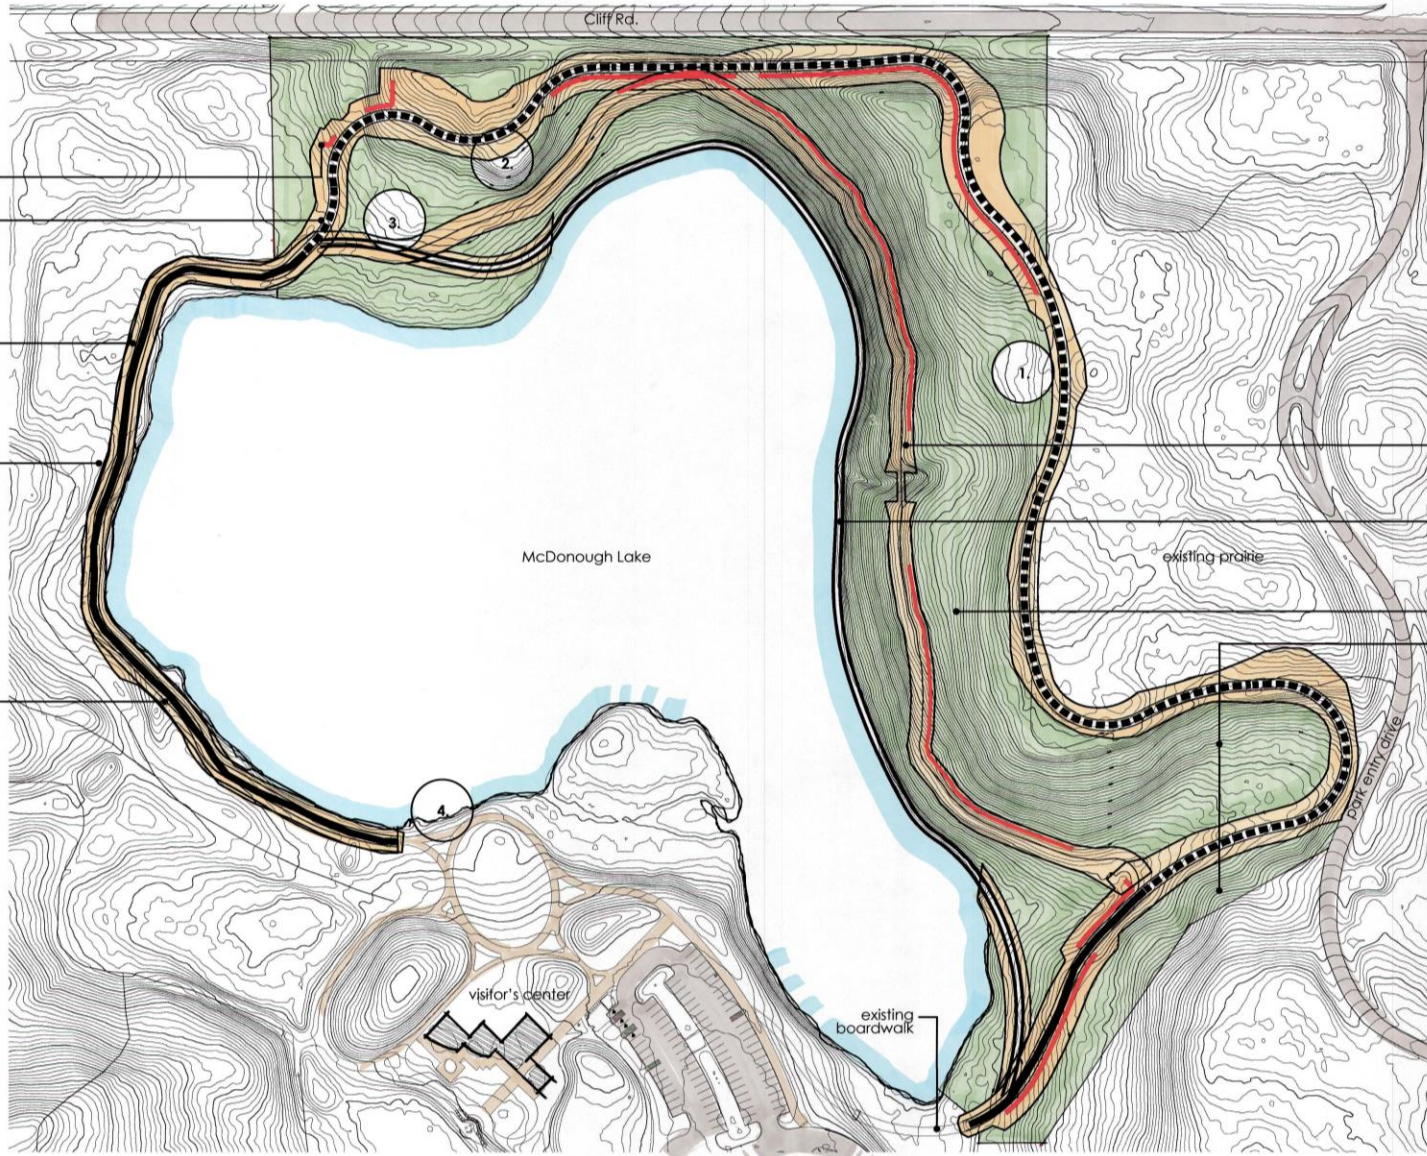 Cliff Rd.
2.
3.
1.
McDonough Lake
existing prairie
park entry drive
4.
visitor's center
existing
boardwalk